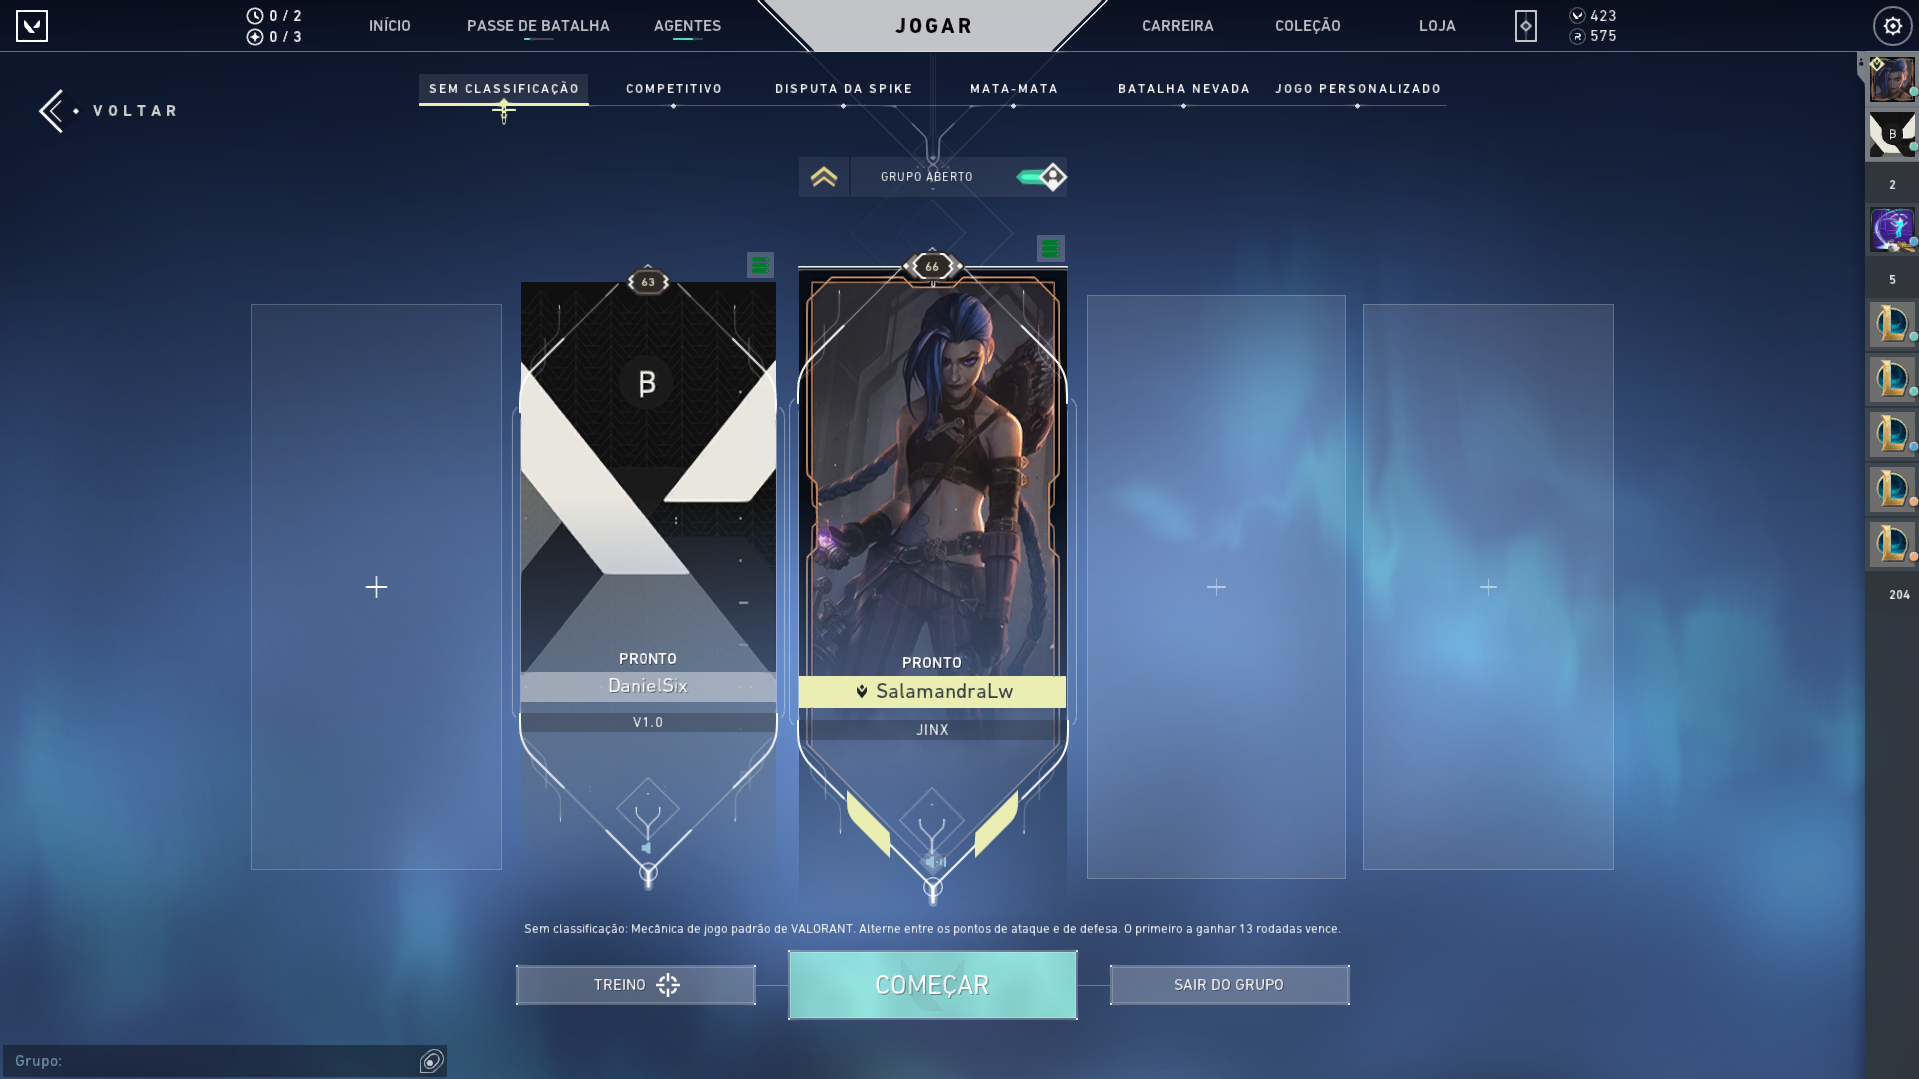 0 / 2
0 / 3
INÍCIO
PASSE DE BATALHA
AGENTES
JOGAR
CARREIRA
COLEÇÃO
LOJA
423
575
VOLTAR
SEM CLASSIFICAÇÃO
COMPETITIVO
DISPUTA DA SPIKE
MATA-MATA
BATALHA NEVADA
JOGO PERSONALIZADO
GRUPO ABERTO
63
66
β
PRONTO
DanielSix
V1.0
PRONTO
SalamandraLw
JINX
β
2
5
204
Sem classificação: Mecânica de jogo padrão de VALORANT. Alterne entre os pontos de ataque e de defesa. O primeiro a ganhar 13 rodadas vence.
TREINO
COMEÇAR
SAIR DO GRUPO
Grupo: